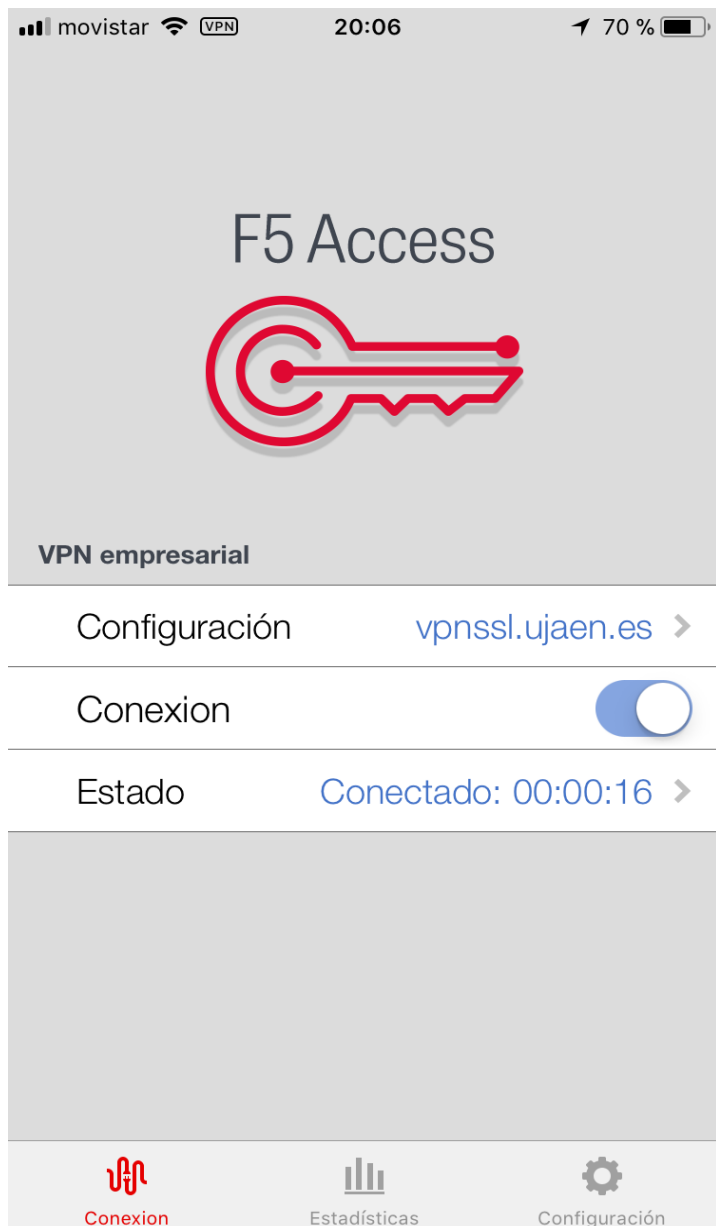 movistar VPN 20:06 70 %
F5 Access
VPN empresarial
Configuración vpnssl.ujaen.es
Conexion
Estado Conectado: 00:00:16
Conexion Estadísticas Configuración